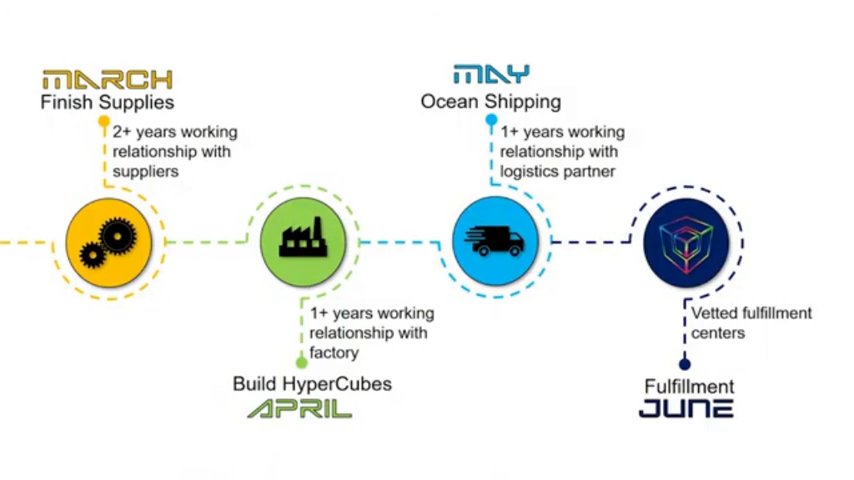 MARCH
Finish Supplies
2+ years working
relationship with
suppliers
1+ years working
relationship with
factory
Build HyperCubes
APRIL
MAY
Ocean Shipping
1+ years working
relationship with
logistics partner
Vetted fulfillment
centers
Fulfillment
JUNE